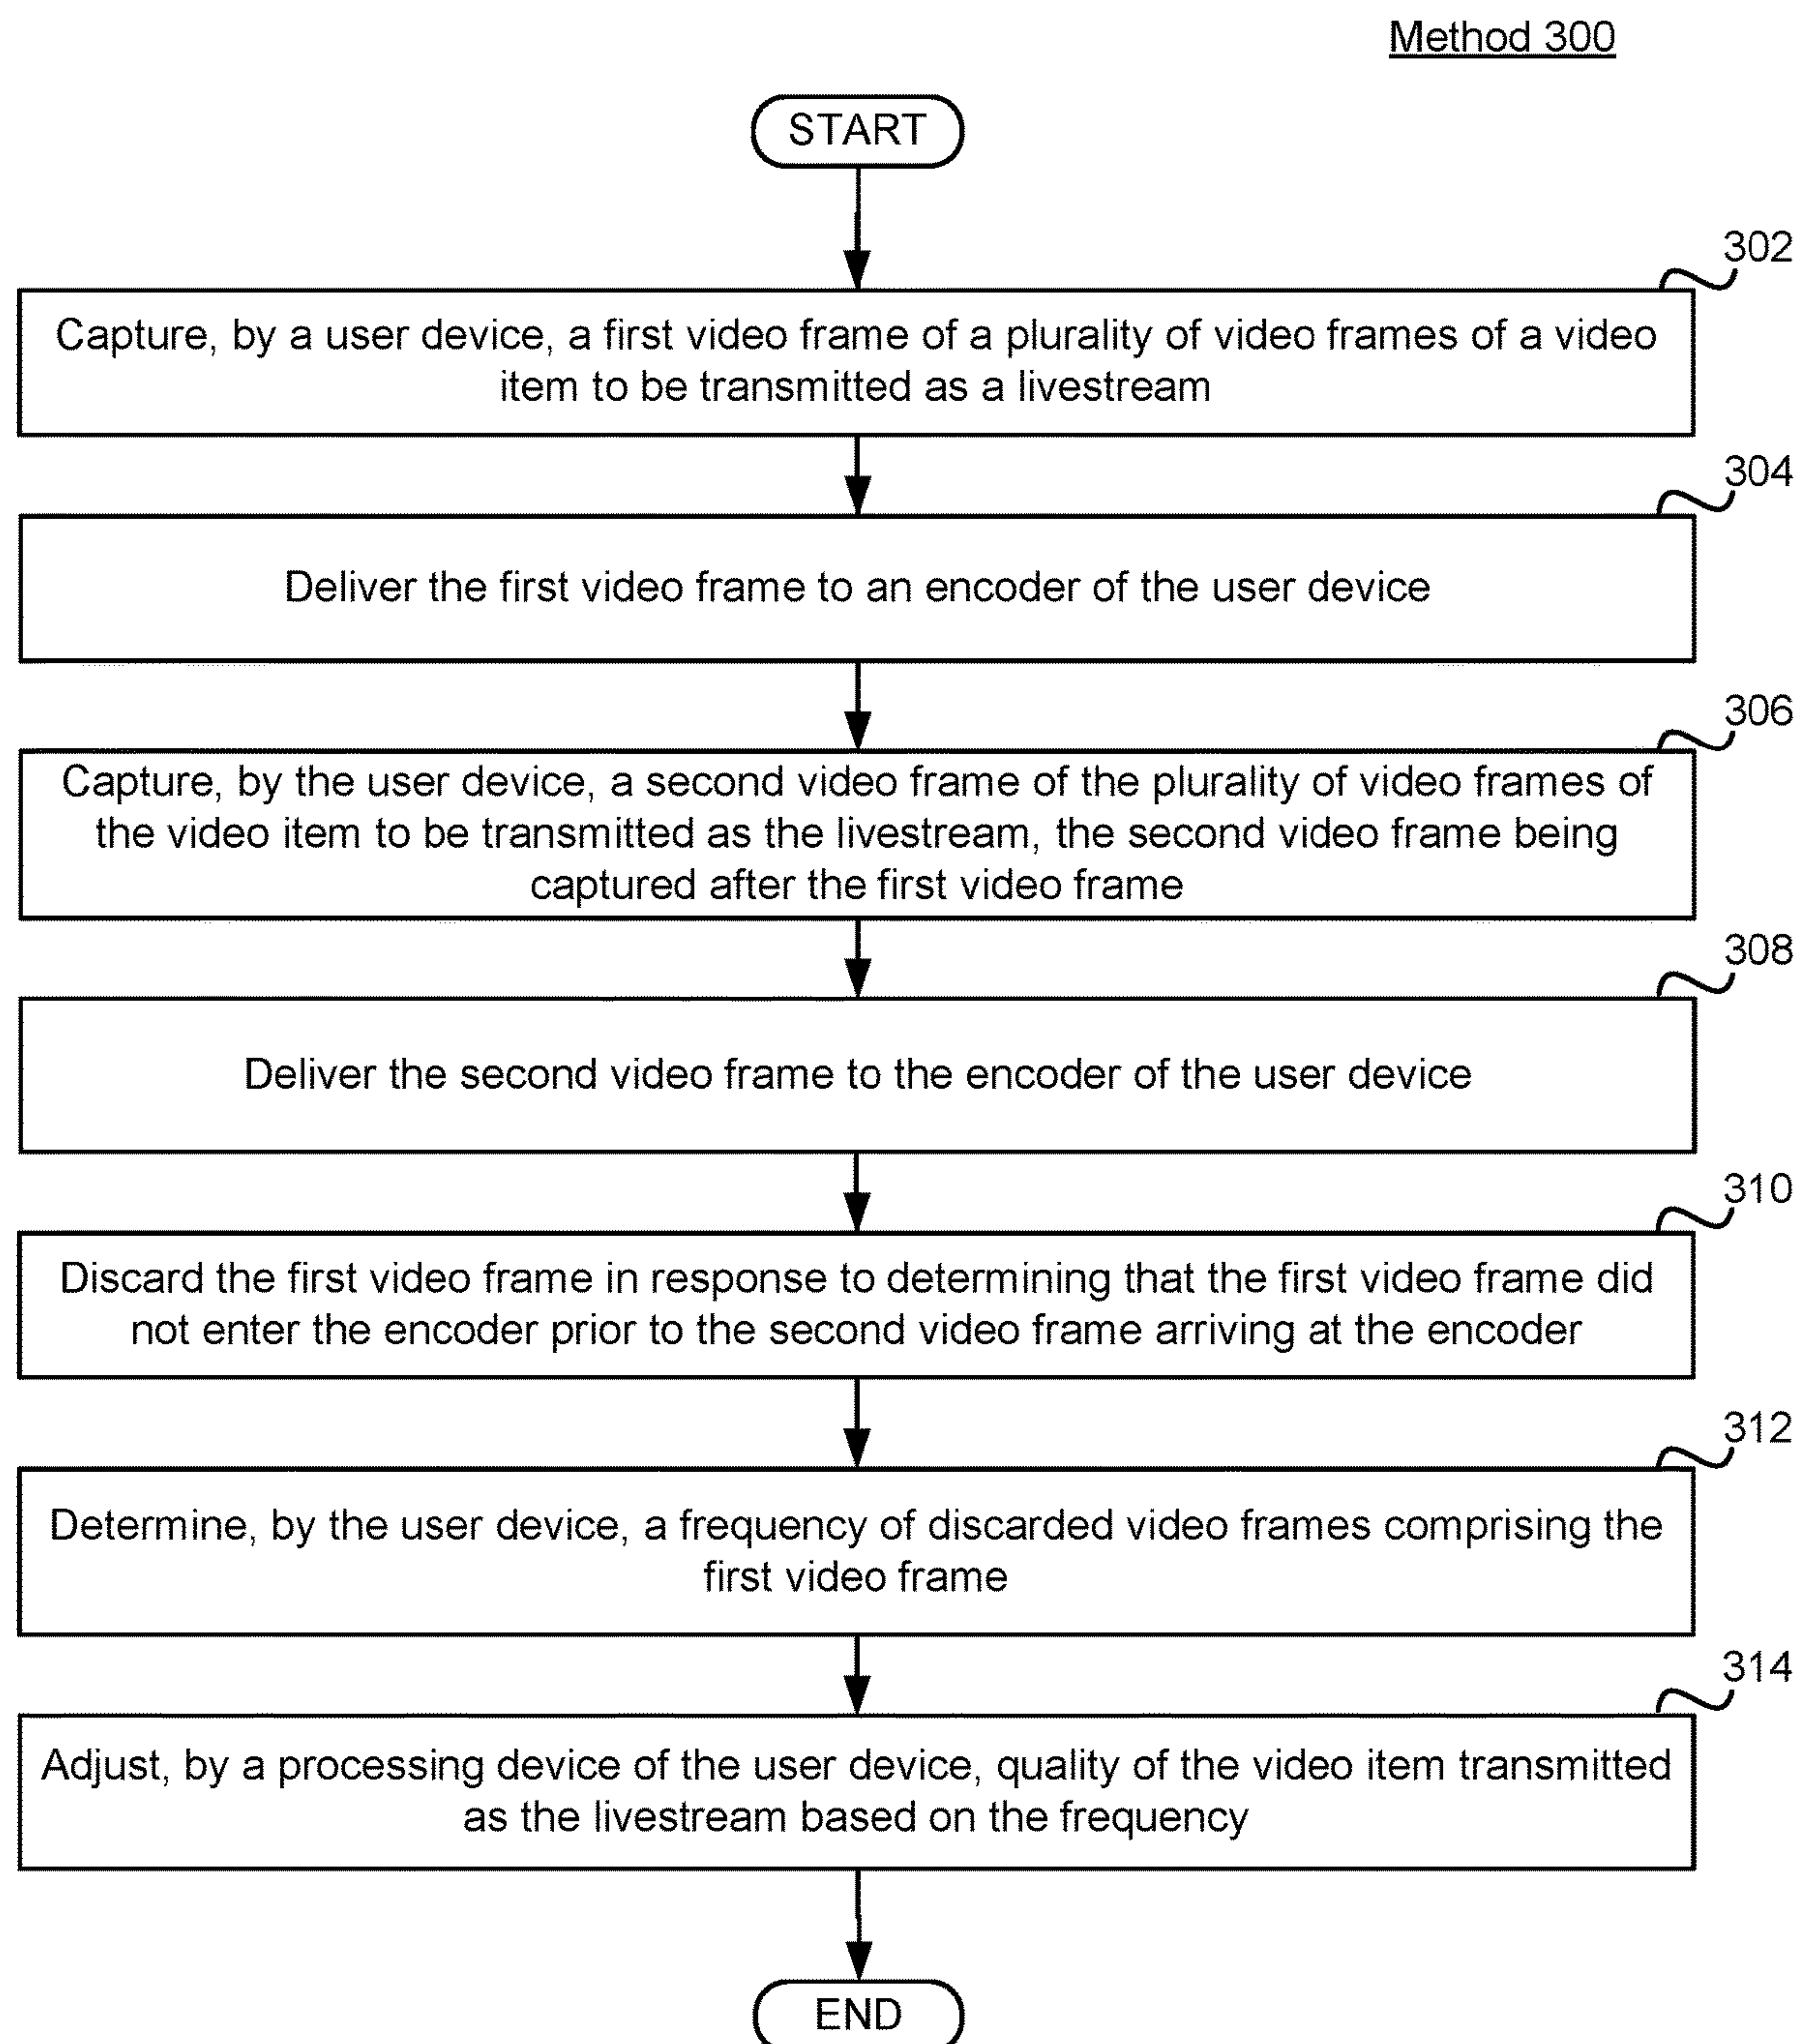 Method 300
START
302
Capture, by a user device, a first video frame of a plurality of video frames of a video
item to be transmitted as a livestream
304
Deliver the first video frame to an encoder of the user device
306
Capture, by the user device, a second video frame of the plurality of video frames of
the video item to be transmitted as the livestream, the second video frame being
captured after the first video frame
308
Deliver the second video frame to the encoder of the user device
310
Discard the first video frame in response to determining that the first video frame did
not enter the encoder prior to the second video frame arriving at the encoder
312
Determine, by the user device, a frequency of discarded video frames comprising the
first video frame
314
Adjust, by a processing device of the user device, quality of the video item transmitted
as the livestream based on the frequency
END